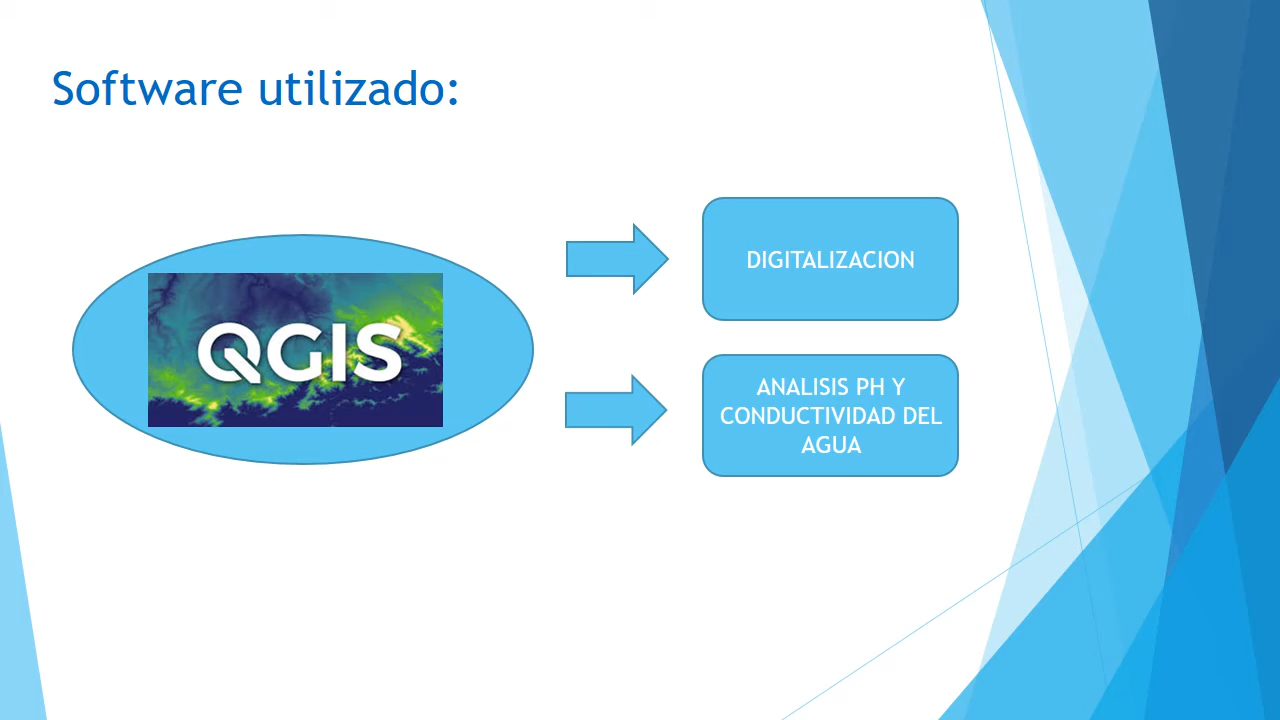 Software utilizado:
QGIS
DIGITALIZACION
ANALISIS PH Y
CONDUCTIVIDAD DEL
AGUA